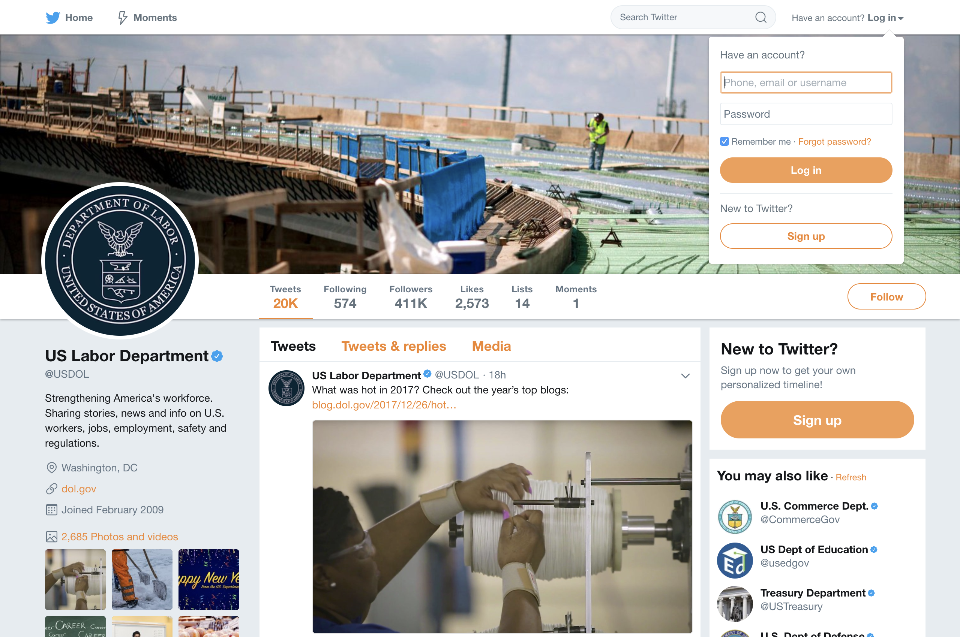 Home
Moments
Search Twitter
Have an account? Log in
Have an account?
Phone, email or username
Password
Remember me · Forgot password?
Log in
New to Twitter?
Sign up
DEPARTMENT OF LABOR
UNITED STATES OF AMERICA
Tweets
20K
Following
574
Followers
411K
Likes
2,573
Lists
14
Moments
1
Follow
US Labor Department
@USDOL
Strengthening America's workforce.
Sharing stories, news and info on U.S.
workers, jobs, employment, safety and
regulations.
Washington, DC
dol.gov
Joined February 2009
2,685 Photos and videos
appy New Ye
CAREER
Tweets
Tweets & replies
Media
US Labor Department @USDOL · 18h
What was hot in 2017? Check out the year's top blogs:
blog.dol.gov/2017/12/26/hot…
New to Twitter?
Sign up now to get your own
personalized timeline!
Sign up
You may also like · Refresh
U.S. Commerce Dept.
@CommerceGov
Ed
US Dept of Education
@usedgov
Treasury Department
@USTreasury
U.S. Dept of Defense